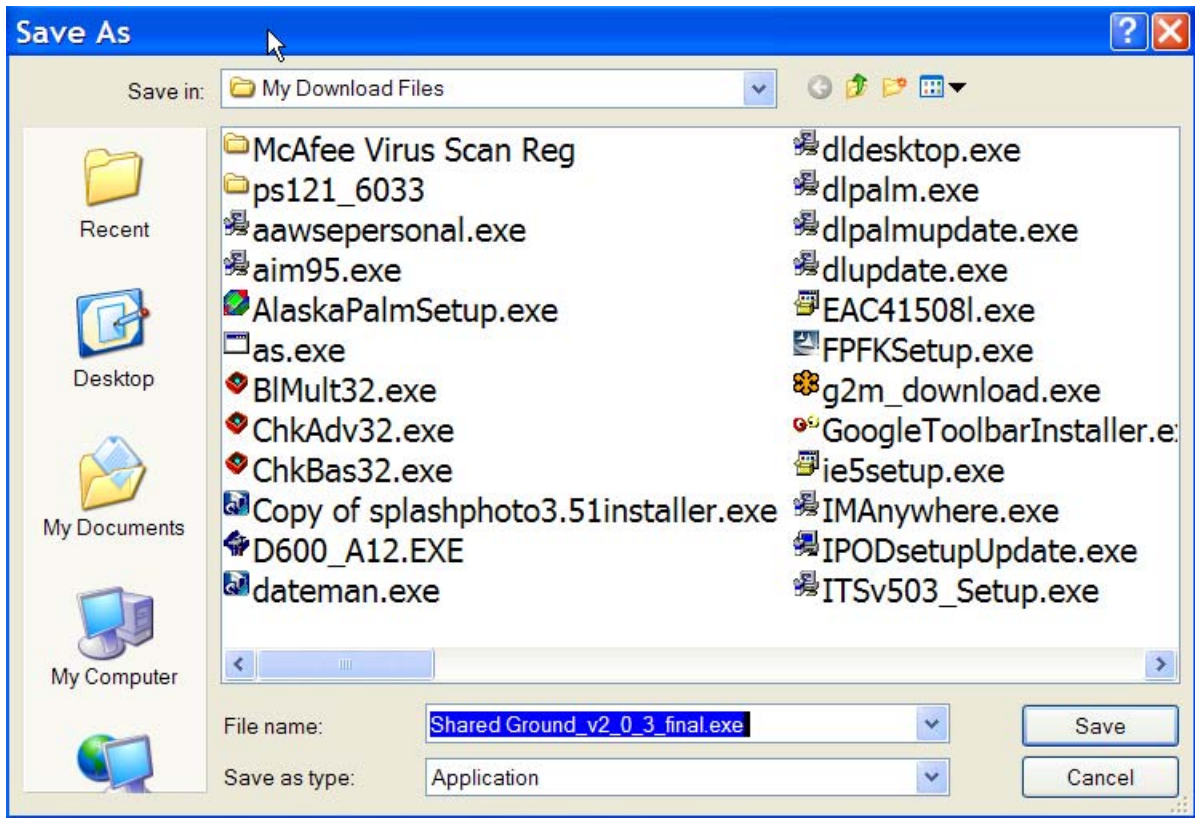 Save As
Save in: My Download Files
Recent
Desktop
My Documents
My Computer
McAfee Virus Scan Reg
ps121_6033
aawsepersonal.exe
aim95.exe
AlaskaPalmSetup.exe
as.exe
BlMult32.exe
ChkAdv32.exe
ChkBas32.exe
Copy of splashphoto3.51installer.exe
D600_A12.EXE
dateman.exe
dldesktop.exe
dlpalm.exe
dlpalmupdate.exe
dlupdate.exe
EAC41508l.exe
FPFKSetup.exe
g2m_download.exe
GoogleToolbarInstaller.e
ie5setup.exe
IMAnywhere.exe
IPODsetupUpdate.exe
ITSv503_Setup.exe
File name: Shared Ground_v2_0_3_final.exe Save
Save as type: Application Cancel